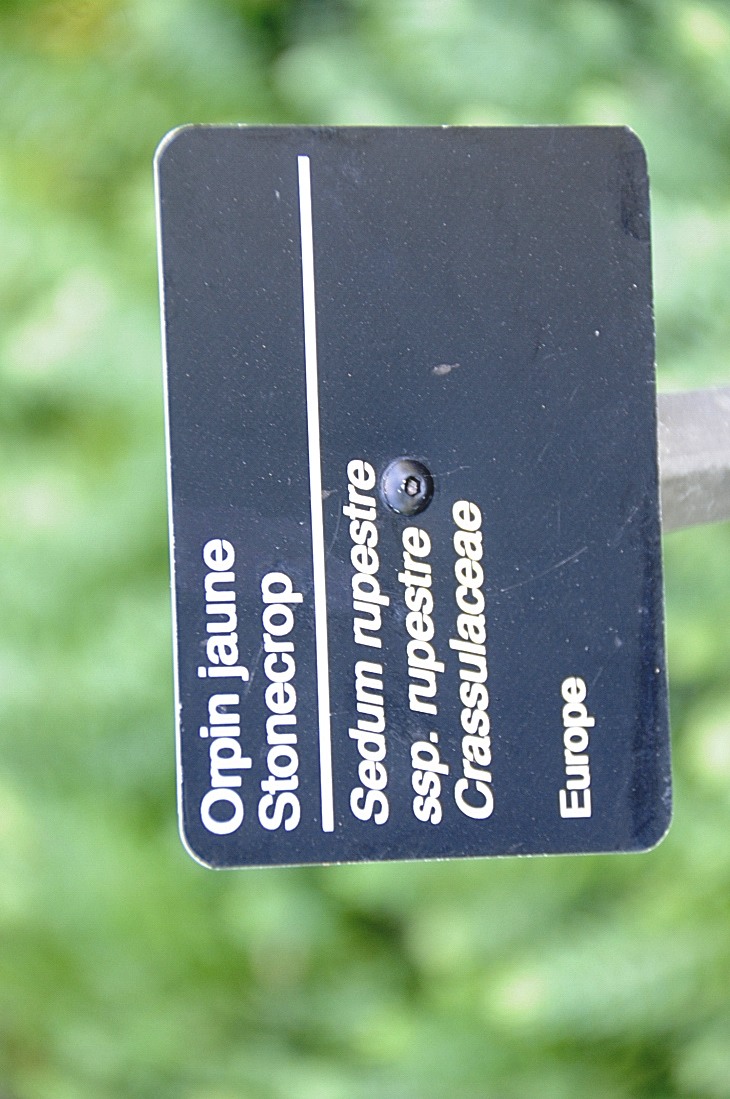 Orpin jaune
Stonecrop
Sedum rupestre
ssp. rupestre
Crassulaceae
Europe